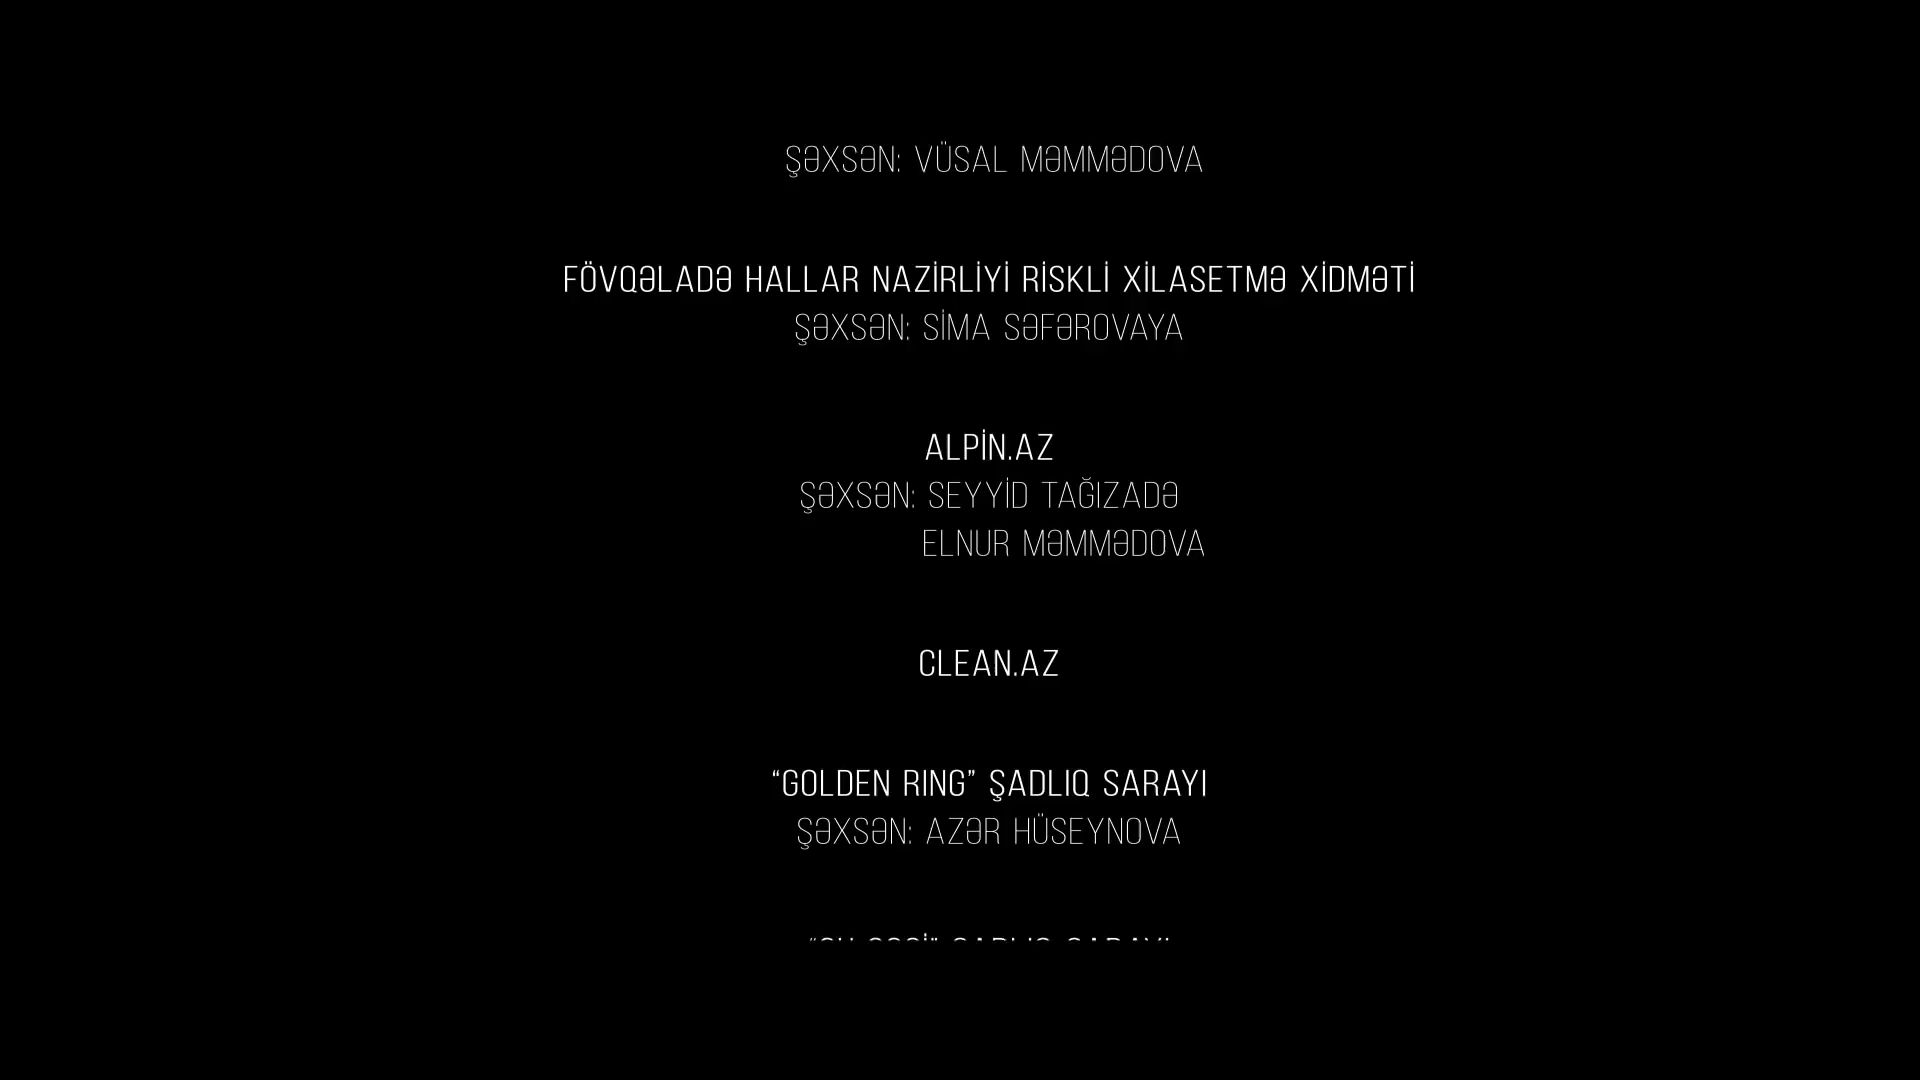 ŞƏXSƏN: VÜSAL MƏMMƏDOVA
FÖVQƏLADƏ HALLAR NAZİRLİYİ RİSKLİ XİLASETMƏ XİDMƏTİ
ŞƏXSƏN: SİMA SƏFƏROVAYA
ALPİN.AZ
ŞƏXSƏN: SEYYİD TAĞIZADƏ
ELNUR MƏMMƏDOVA
CLEAN.AZ
“GOLDEN RING” ŞADLIQ SARAYI
ŞƏXSƏN: AZƏR HÜSEYNOVA